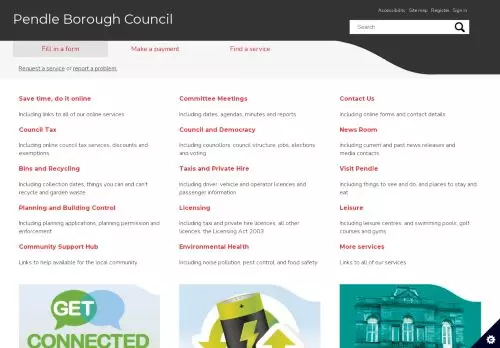 Pendle Borough Council
Accessibility Site map Register Sign in
Search
Fill in a form
Make a payment
Find a service
Request a service or report a problem.
Save time, do it online
Including links to all of our online services
Committee Meetings
Including dates, agendas, minutes and reports
Contact Us
Including online forms and contact details
Council Tax
Including online council tax services, discounts and
exemptions
Council and Democracy
Including councillors, council structure, jobs, elections
and voting
News Room
Including current and past news releases and
media contacts
Bins and Recycling
Including collection dates, things you can and can't
recycle and garden waste
Taxis and Private Hire
Including driver, vehicle and operator licences and
passenger information
Visit Pendle
Including things to see and do, and places to stay and
eat
Planning and Building Control
Including planning applications, planning permission and
enforcement
Licensing
Including taxi and private hire licences, all other
licences, the Licensing Act 2003
Leisure
Including leisure centres, and swimming pools, golf
courses and gyms
Community Support Hub
Links to help available for the local community
Environmental Health
Including noise pollution, pest control, and food safety
More services
Links to all of our services
GET
CONNECTED